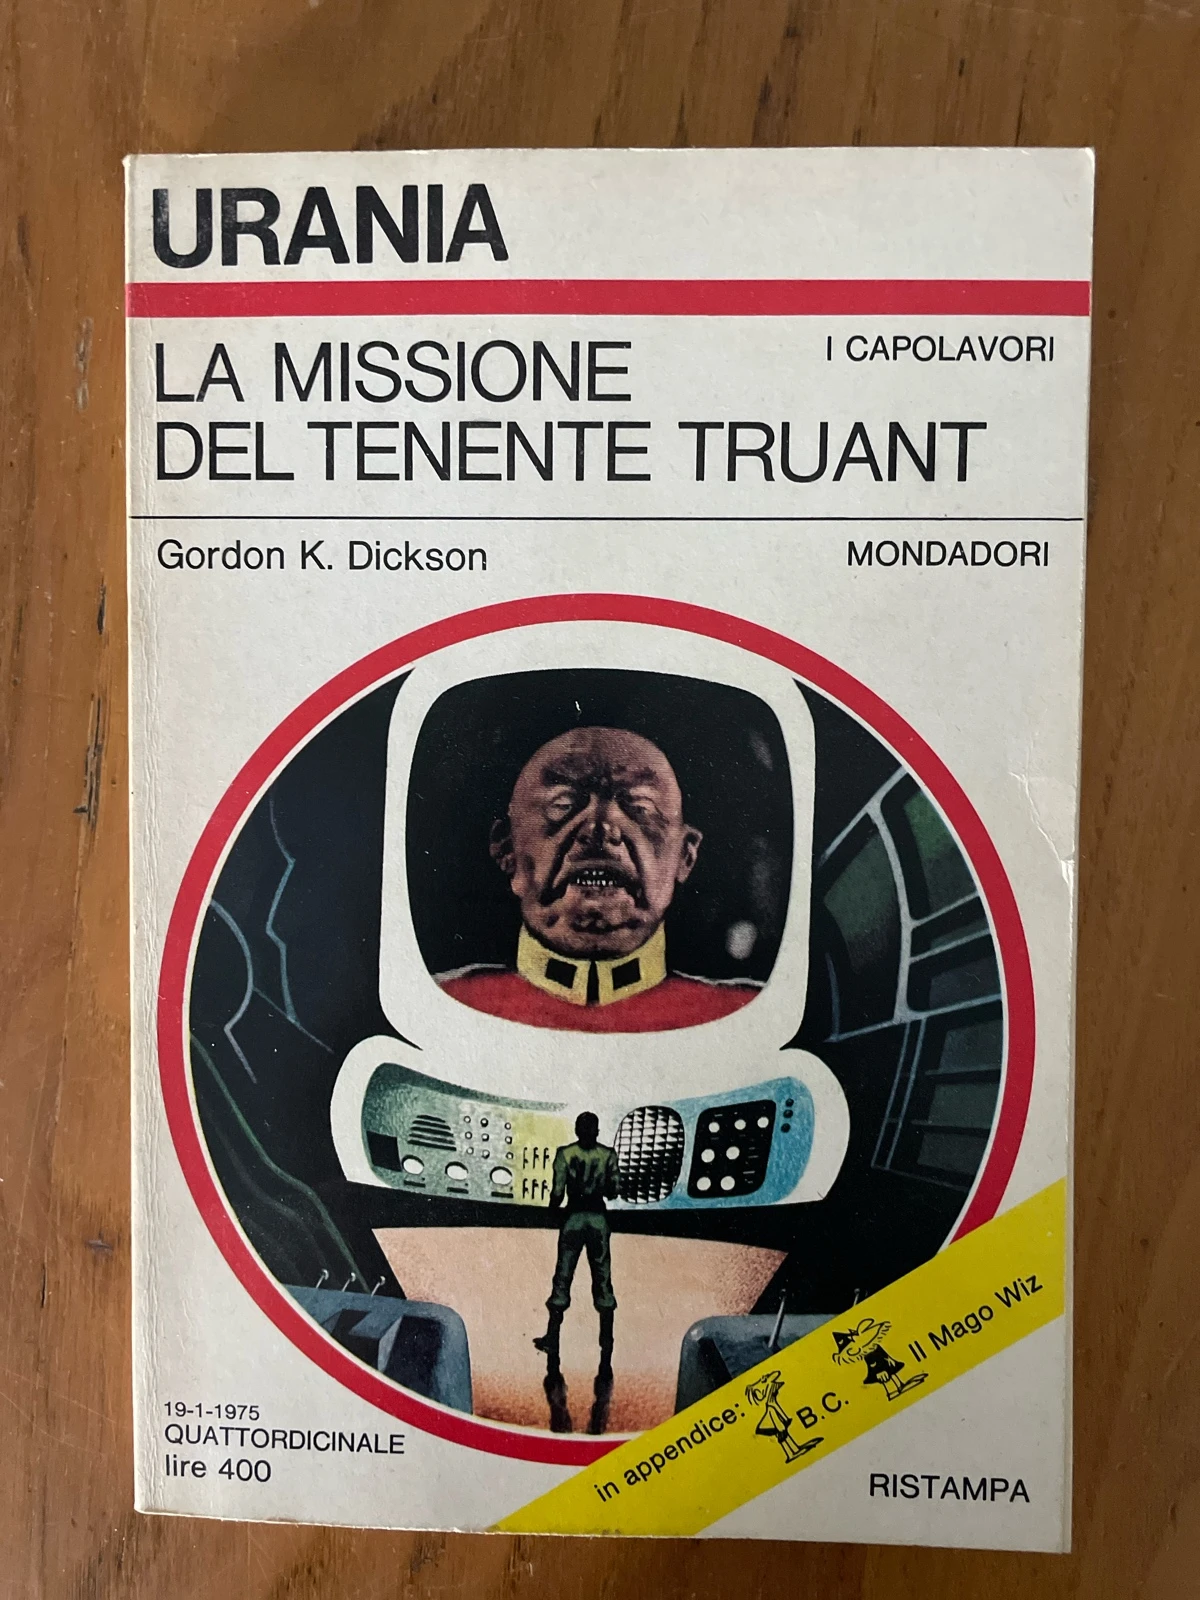 URANIA
I CAPOLAVORI
LA MISSIONE
DEL TENENTE TRUANT
Gordon K. Dickson
MONDADORI
in appendice: B.C. Il Mago Wiz
19-1-1975
QUATTORDICINALE
lire 400
RISTAMPA